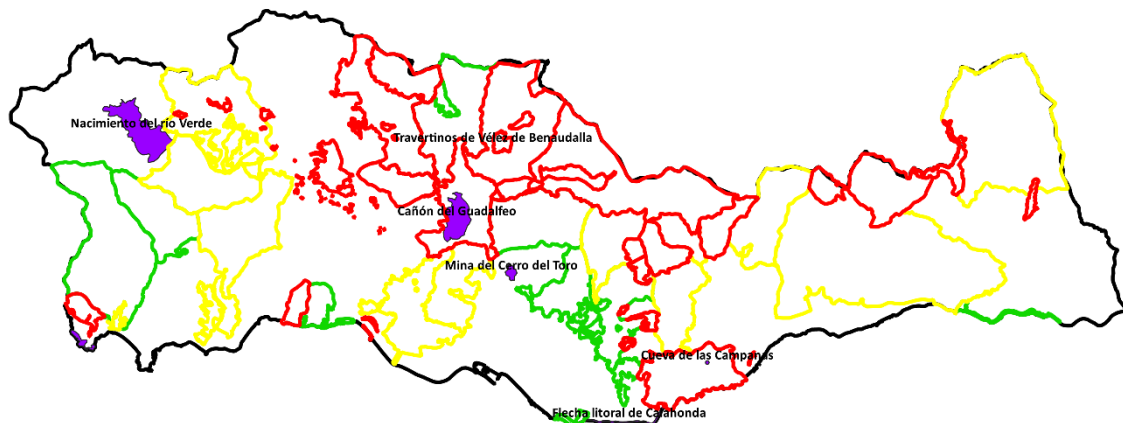 Nacimiento del río Verde
Travertinos de Vélez de Benaudalla
Cañón del Guadalfeo
Mina del Cerro del Toro
Cueva de las Campanas
Flecha litoral de Calahonda